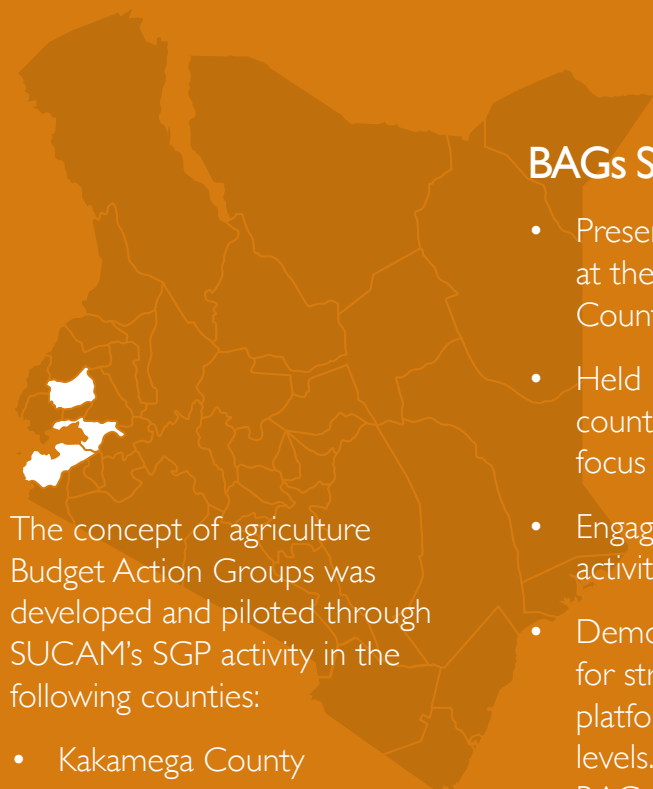 The concept of agriculture
Budget Action Groups was
developed and piloted through
SUCAM's SGP activity in the
following counties:
• Kakamega County
BAGs S
• Presen
at the
Count
• Held
count
focus
• Engag
activit
• Demo
for str
platfo
levels.